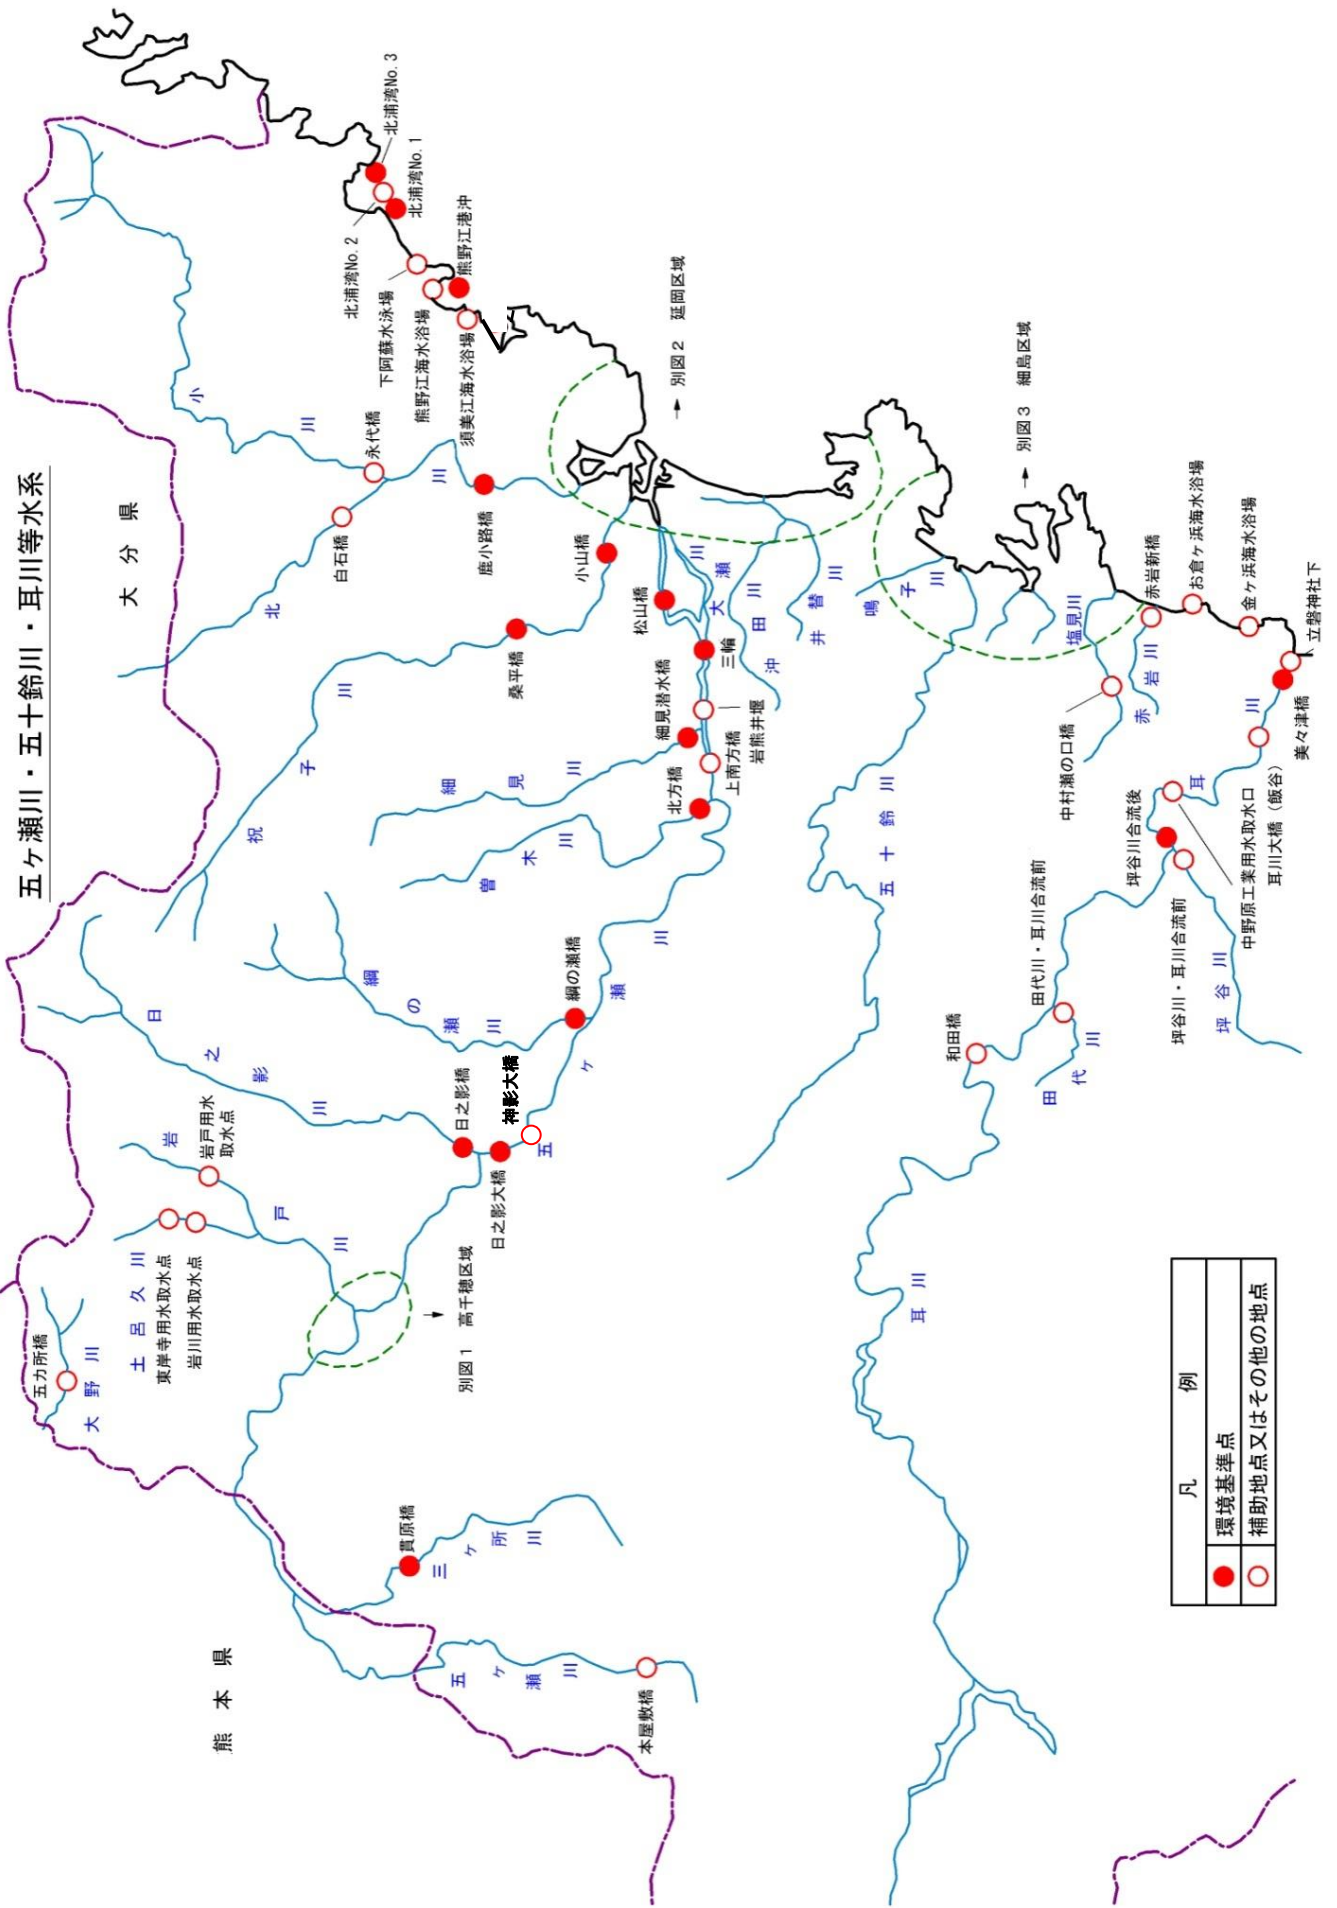 五ヶ瀬川・五十鈴川・耳川等水系
大分県
熊本県
五カ所橋
大野川
土呂久川
東岸寺用水取水点
岩川用水取水点
岩戸用水
取水点
岩戸川
日之影川
日之影橋
日之影大橋
神影大橋
別図1 高千穂区域
貫原橋
三ヶ所川
五ヶ瀬川
本屋敷橋
綱の瀬川
綱の瀬橋
五ヶ瀬川
曽木川
北方橋
細見川
細見潜水橋
上南方橋
岩熊井堰
三輪
松山橋
大瀬川
祝子川
桑平橋
小山橋
北川
白石橋
永代橋
小川
鹿小路橋
北浦湾No.3
北浦湾No.1
北浦湾No.2
下阿蘇水泳場
熊野江海水浴場
熊野江港沖
須美江海水浴場
別図2 延岡区域
沖田川
井替川
鳴子川
五十鈴川
別図3 細島区域
塩見川
中村瀬の口橋
赤岩川
赤岩新橋
お倉ヶ浜海水浴場
金ヶ浜海水浴場
立磐神社下
美々津橋
耳川
耳川大橋(飯谷)
中野原工業用水取水口
坪谷川合流後
坪谷川・耳川合流前
坪谷川
田代川・耳川合流前
田代川
和田橋
耳川
凡例
環境基準点
補助地点又はその他の地点